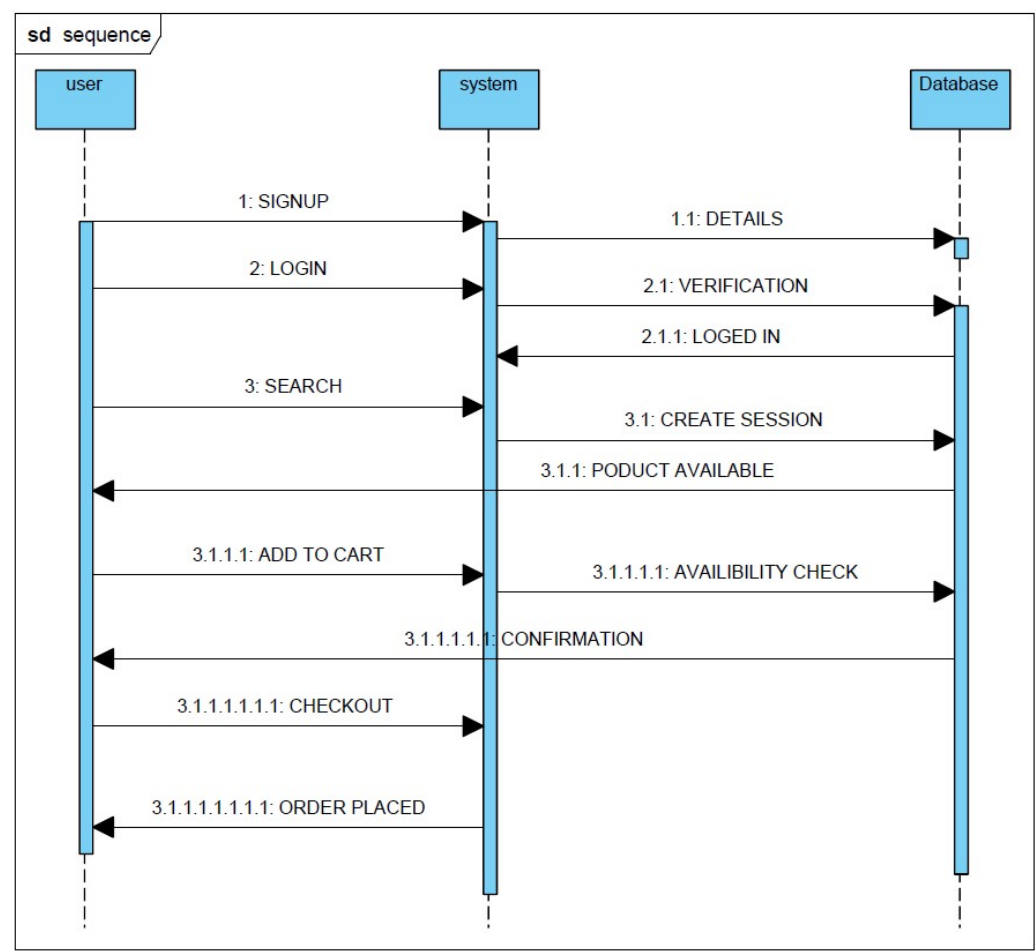 sd sequence
user
system
Database
1: SIGNUP
1.1: DETAILS
2: LOGIN
2.1: VERIFICATION
2.1.1: LOGED IN
3: SEARCH
3.1: CREATE SESSION
3.1.1: PODUCT AVAILABLE
3.1.1.1: ADD TO CART
3.1.1.1.1: AVAILIBILITY CHECK
3.1.1.1.1.1: CONFIRMATION
3.1.1.1.1.1.1: CHECKOUT
3.1.1.1.1.1.1.1: ORDER PLACED